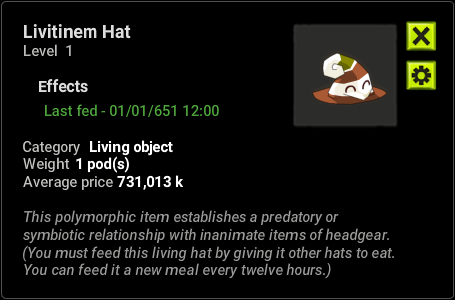 Livitinem Hat
Level 1
Effects
Last fed - 01/01/651 12:00
Category Living object
Weight 1 pod(s)
Average price 731,013 k
This polymorphic item establishes a predatory or
symbiotic relationship with inanimate items of headgear.
(You must feed this living hat by giving it other hats to eat.
You can feed it a new meal every twelve hours.)